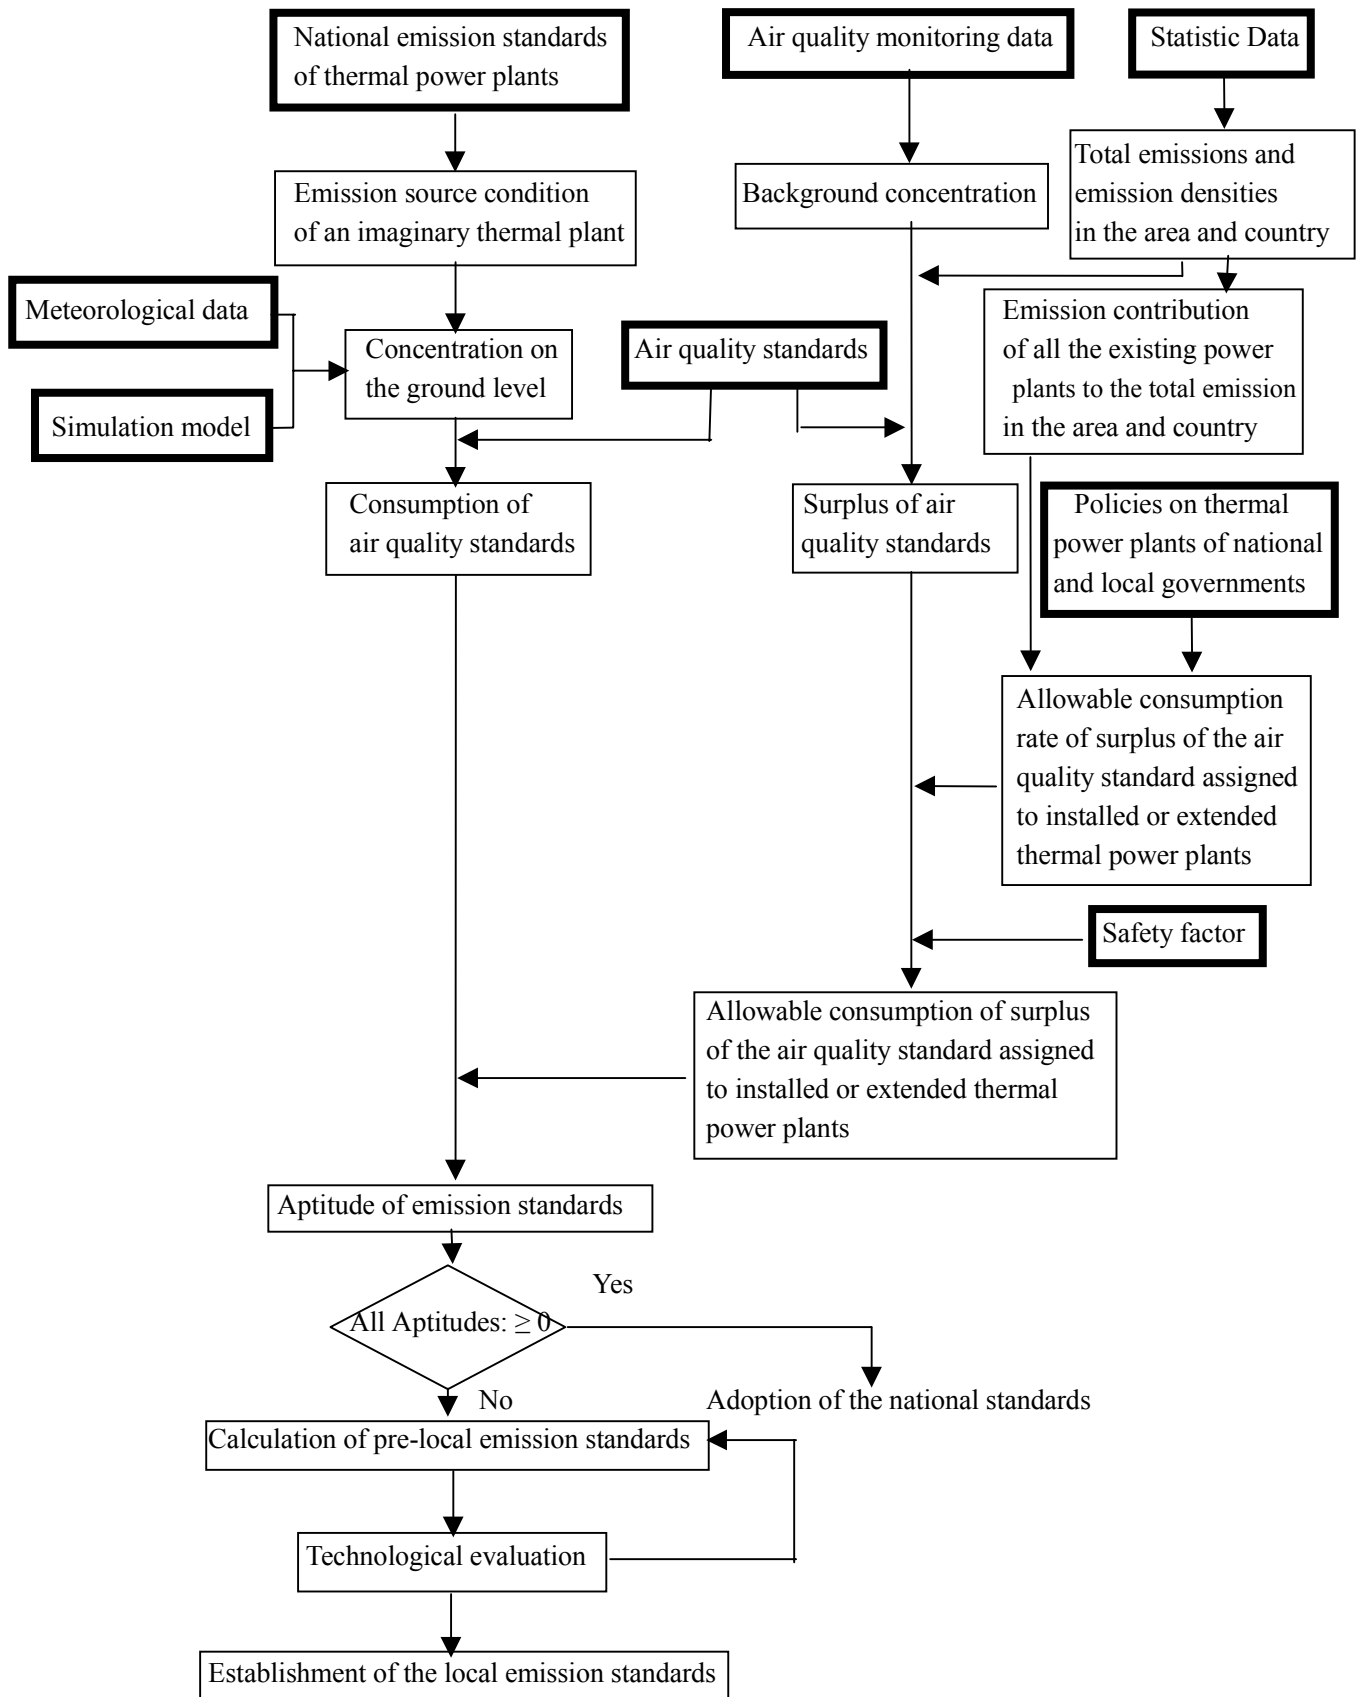 National emission standards
of thermal power plants
Air quality monitoring data
Statistic Data
Total emissions and
emission densities
in the area and country
Background concentration
Emission source condition
of an imaginary thermal plant
Meteorological data
Emission contribution
of all the existing power
plants to the total emission
in the area and country
Concentration on
the ground level
Air quality standards
Simulation model
Consumption of
air quality standards
Surplus of air
quality standards
Policies on thermal
power plants of national
and local governments
Allowable consumption
rate of surplus of the air
quality standard assigned
to installed or extended
thermal power plants
Safety factor
Allowable consumption of surplus
of the air quality standard assigned
to installed or extended thermal
power plants
Aptitude of emission standards
Yes
All Aptitudes: ≥ 0
No
Adoption of the national standards
Calculation of pre-local emission standards
Technological evaluation
Establishment of the local emission standards